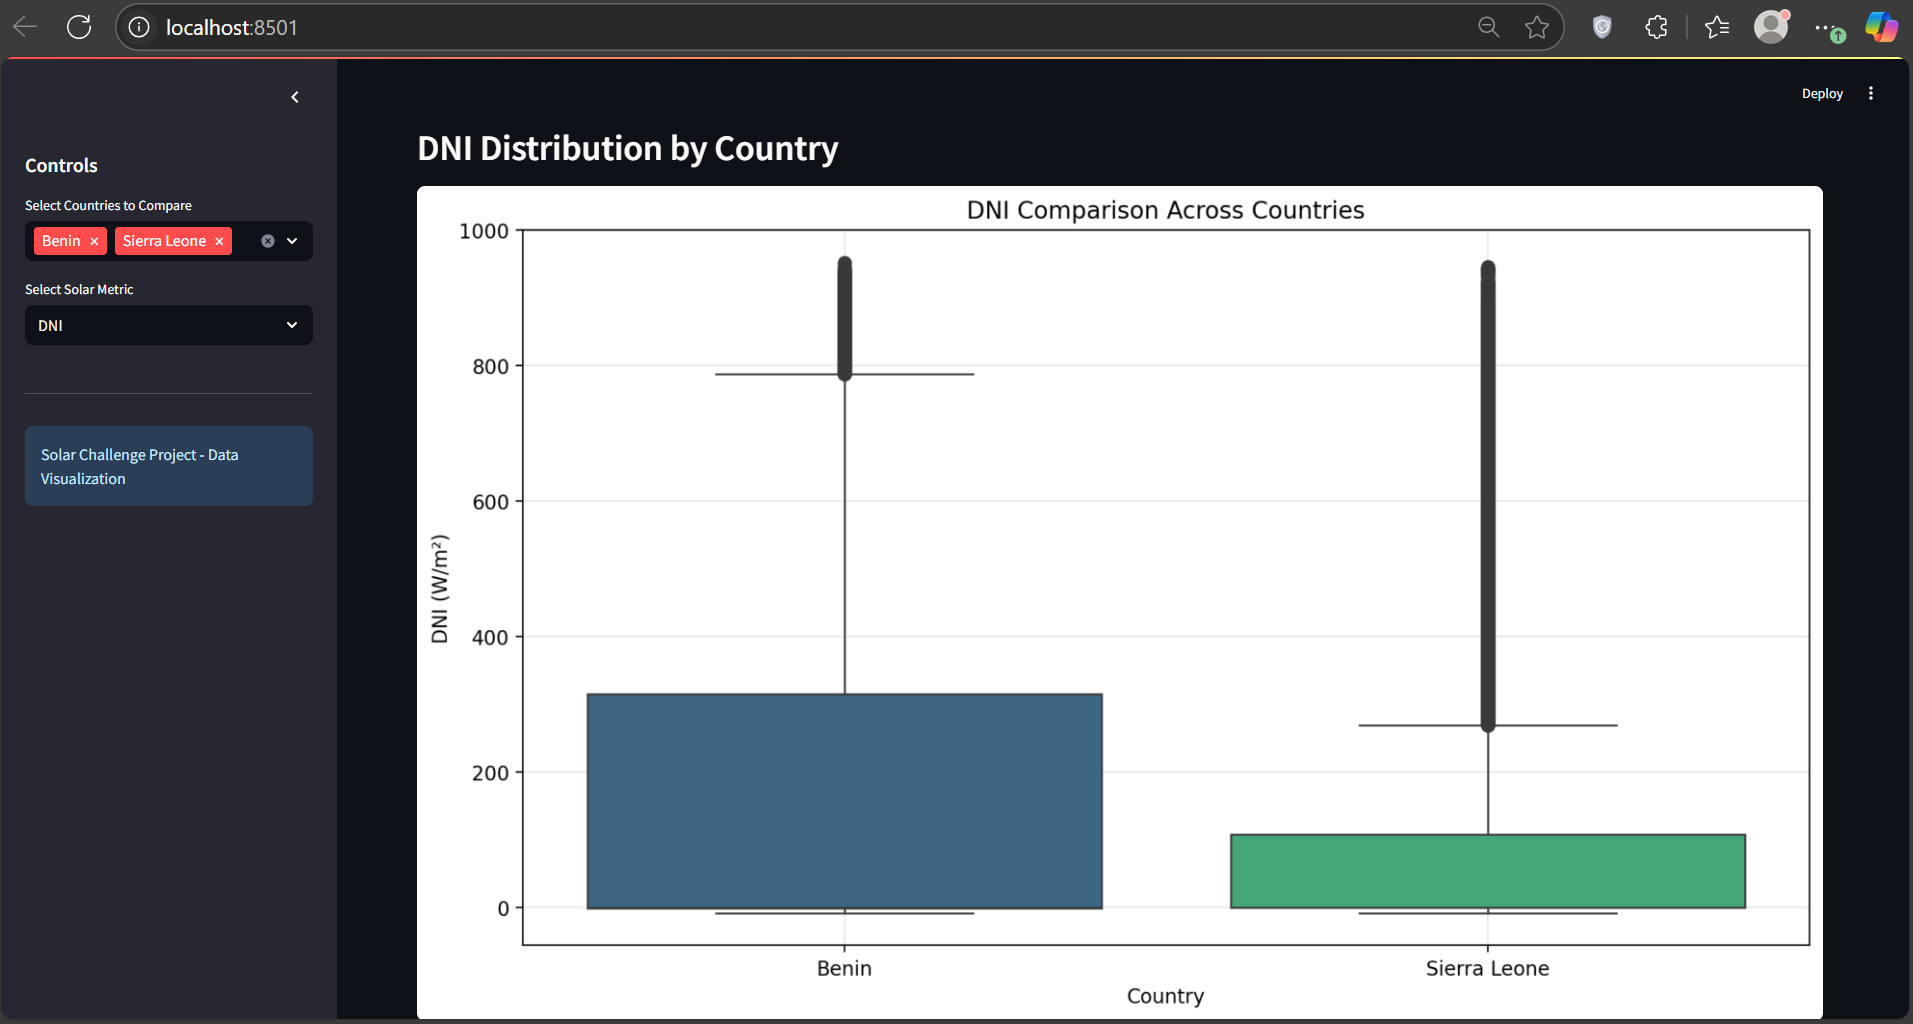 localhost:8501
Deploy
Controls
Select Countries to Compare
Benin
Sierra Leone
Select Solar Metric
DNI
Solar Challenge Project - Data
Visualization
DNI Distribution by Country
DNI Comparison Across Countries
1000
800
600
400
200
0
DNI (W/m²)
Benin
Sierra Leone
Country